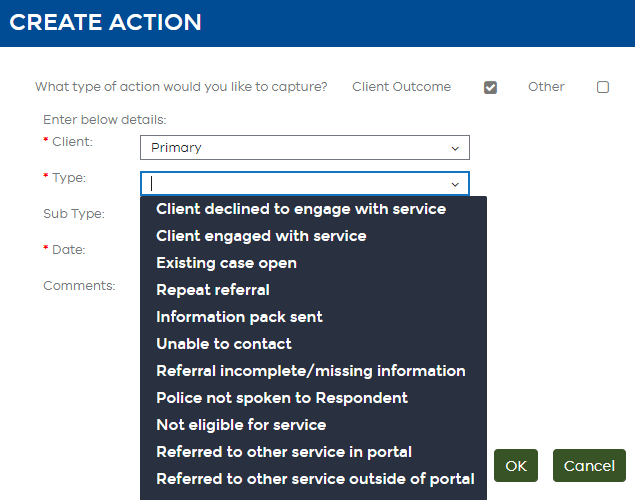 CREATE ACTION
What type of action would you like to capture? Client Outcome Other
Enter below details:
* Client: Primary
* Type:
Client declined to engage with service
Sub Type:
Client engaged with service
* Date:
Existing case open
Comments:
Repeat referral
Information pack sent
Unable to contact
Referral incomplete/missing information
Police not spoken to Respondent
Not eligible for service
Referred to other service in portal
Referred to other service outside of portal
OK Cancel